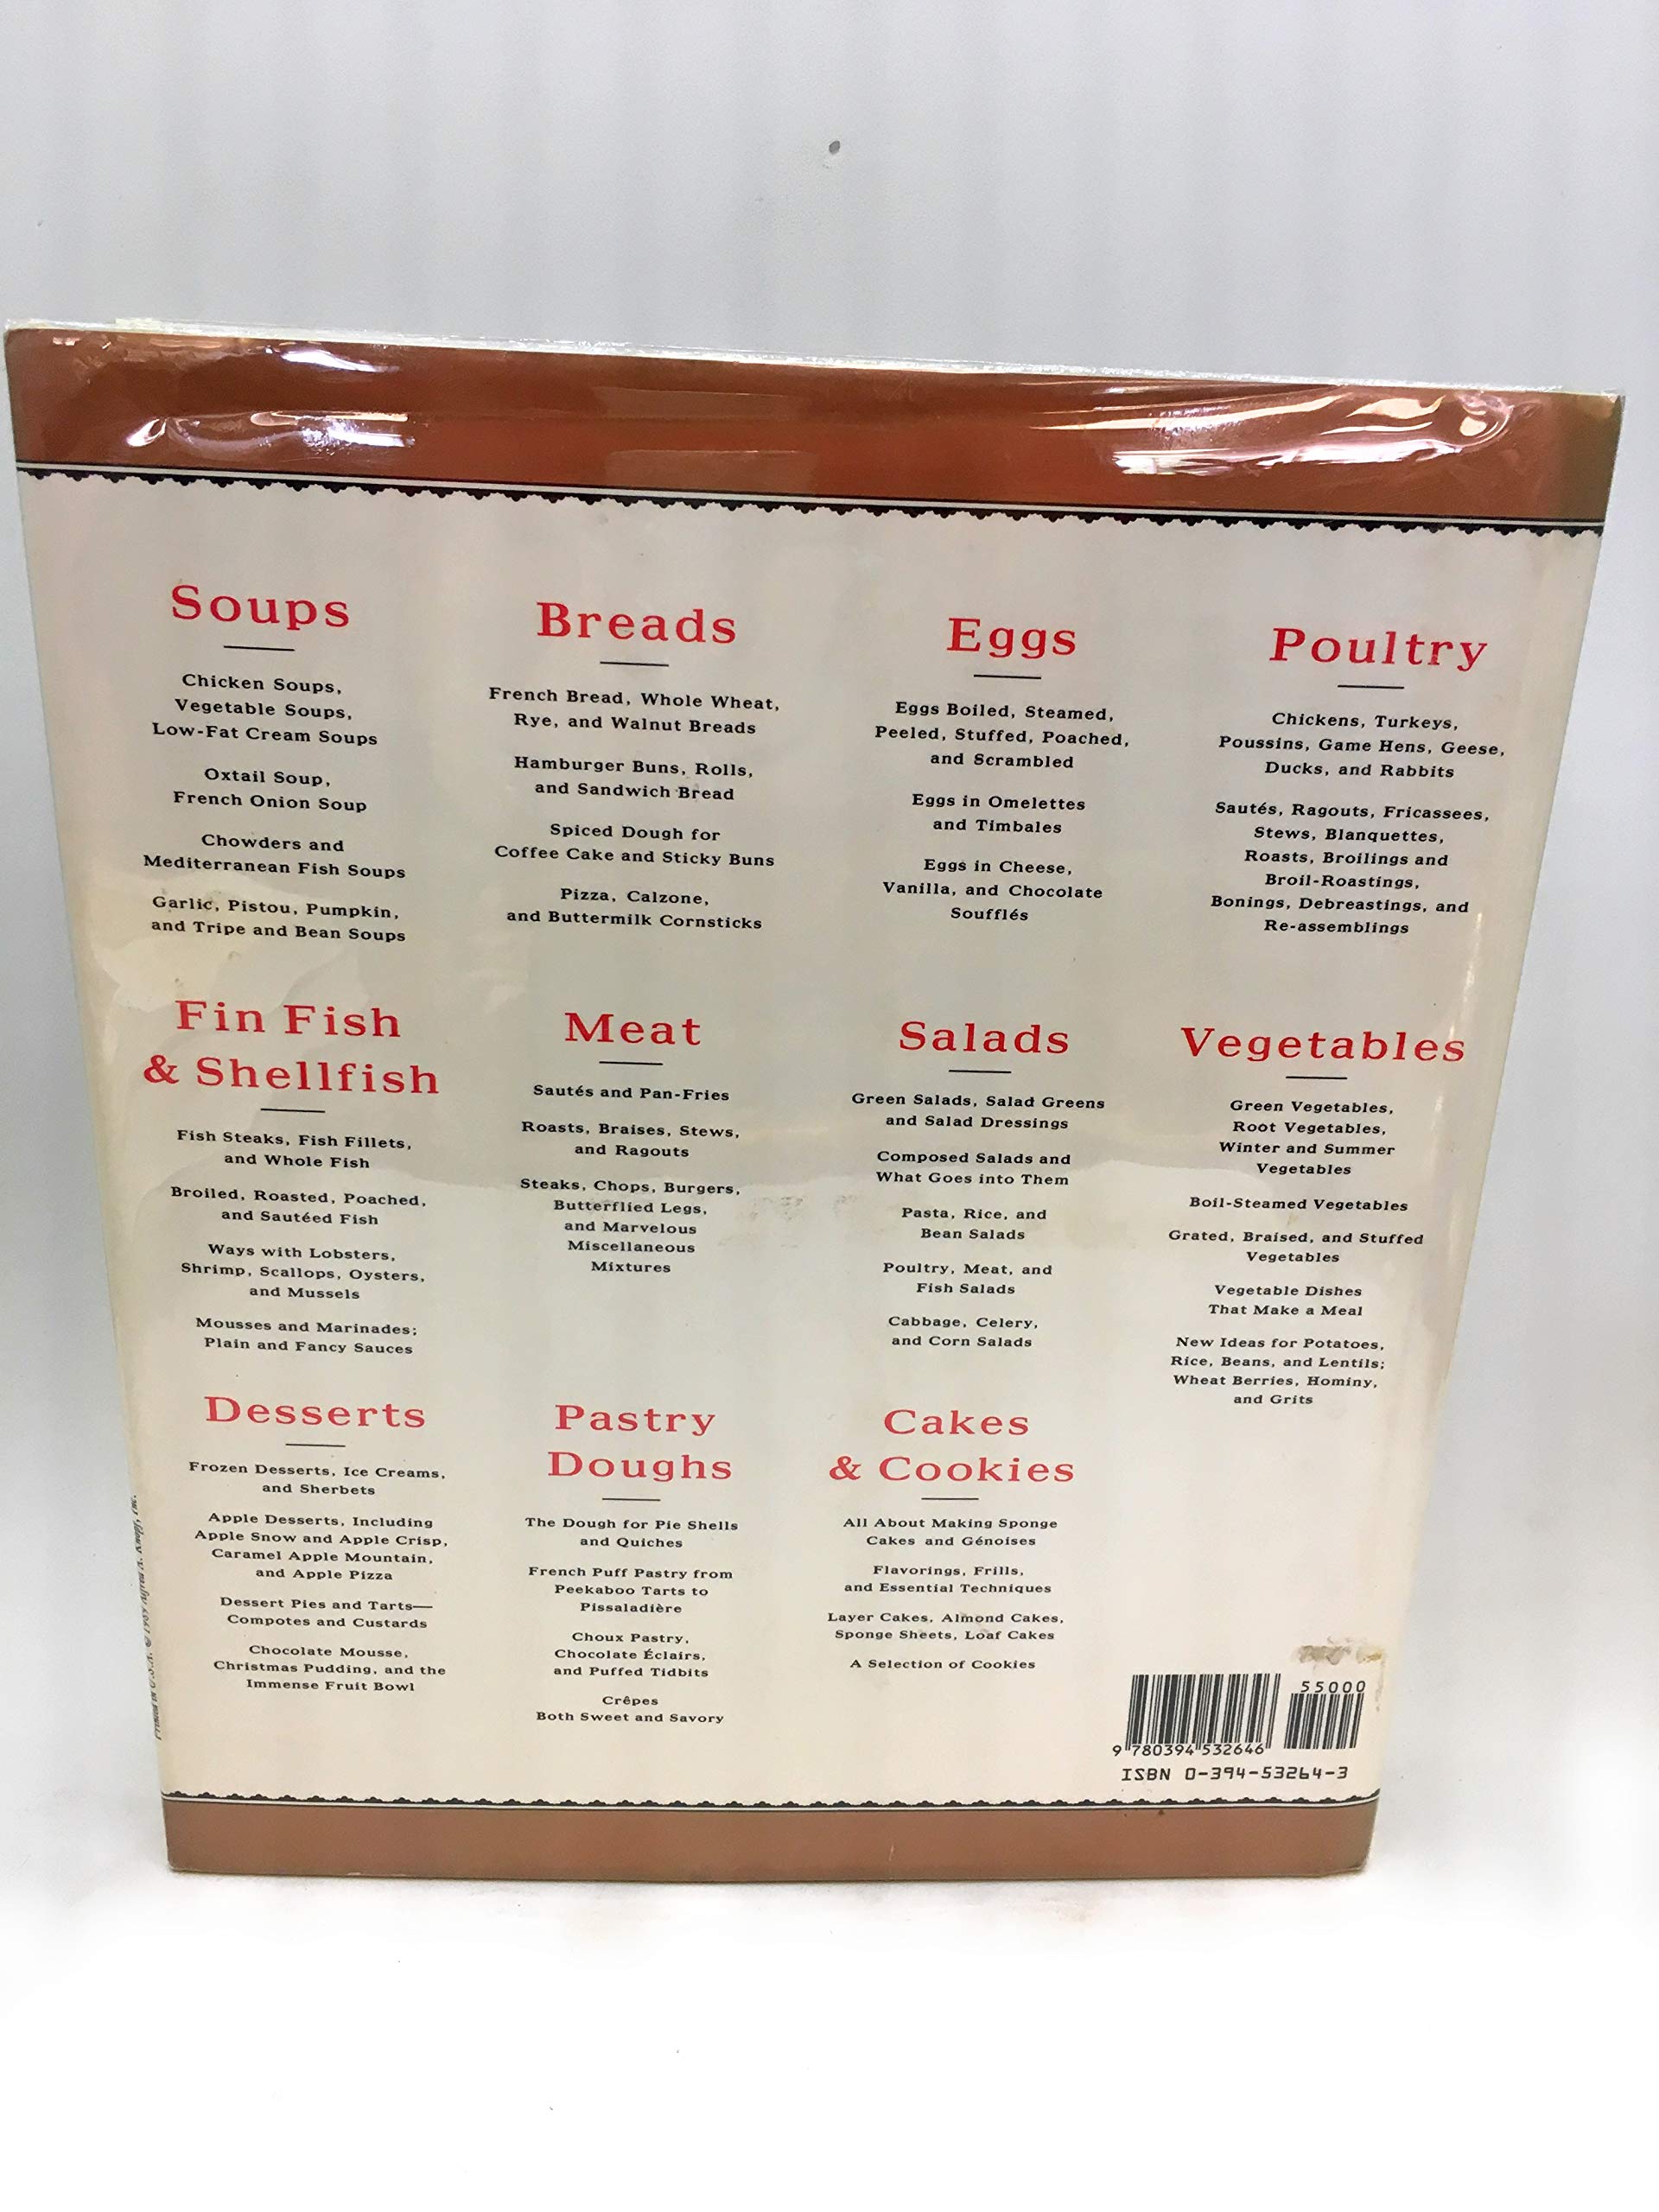 Soups
Chicken Soups,
Vegetable Soups,
Low-Fat Cream Soups
Oxtail Soup,
French Onion Soup
Chowders and
Mediterranean Fish Soups
Garlic, Pistou, Pumpkin,
and Tripe and Bean Soups
Breads
French Bread, Whole Wheat,
Rye, and Walnut Breads
Hamburger Buns, Rolls,
and Sandwich Bread
Spiced Dough for
Coffee Cake and Sticky Buns
Pizza, Calzone,
and Buttermilk Cornsticks
Eggs
Eggs Boiled, Steamed,
Peeled, Stuffed, Poached,
and Scrambled
Eggs in Omelettes
and Timbales
Eggs in Cheese,
Vanilla, and Chocolate
Soufflés
Poultry
Chickens, Turkeys,
Poussins, Game Hens, Geese,
Ducks, and Rabbits
Sautés, Ragouts, Fricassees,
Stews, Blanquettes,
Roasts, Broilings and
Broil-Roastings,
Bonings, Debreastings, and
Re-assemblings
Fin Fish
& Shellfish
Fish Steaks, Fish Fillets,
and Whole Fish
Broiled, Roasted, Poached,
and Sautéed Fish
Ways with Lobsters,
Shrimp, Scallops, Oysters,
and Mussels
Mousses and Marinades;
Plain and Fancy Sauces
Meat
Sautés and Pan-Fries
Roasts, Braises, Stews,
and Ragouts
Steaks, Chops, Burgers,
Butterflied Legs,
and Marvelous
Miscellaneous
Mixtures
Salads
Green Salads, Salad Greens
and Salad Dressings
Composed Salads and
What Goes into Them
Pasta, Rice, and
Bean Salads
Poultry, Meat, and
Fish Salads
Cabbage, Celery,
and Corn Salads
Vegetables
Green Vegetables,
Root Vegetables,
Winter and Summer
Vegetables
Boil-Steamed Vegetables
Grated, Braised, and Stuffed
Vegetables
Vegetable Dishes
That Make a Meal
New Ideas for Potatoes,
Rice, Beans, and Lentils;
Wheat Berries, Hominy,
and Grits
Desserts
Frozen Desserts, Ice Creams,
and Sherbets
Apple Desserts, Including
Apple Snow and Apple Crisp,
Caramel Apple Mountain,
and Apple Pizza
Dessert Pies and Tarts—
Compotes and Custards
Chocolate Mousse,
Christmas Pudding, and the
Immense Fruit Bowl
Pastry
Doughs
The Dough for Pie Shells
and Quiches
French Puff Pastry from
Peekaboo Tarts to
Pissaladière
Choux Pastry,
Chocolate Éclairs,
and Puffed Tidbits
Crêpes
Both Sweet and Savory
Cakes
& Cookies
All About Making Sponge
Cakes and Génoises
Flavorings, Frills,
and Essential Techniques
Layer Cakes, Almond Cakes,
Sponge Sheets, Loaf Cakes
A Selection of Cookies
55000
9 780394 532646
ISBN 0-394-53264-3